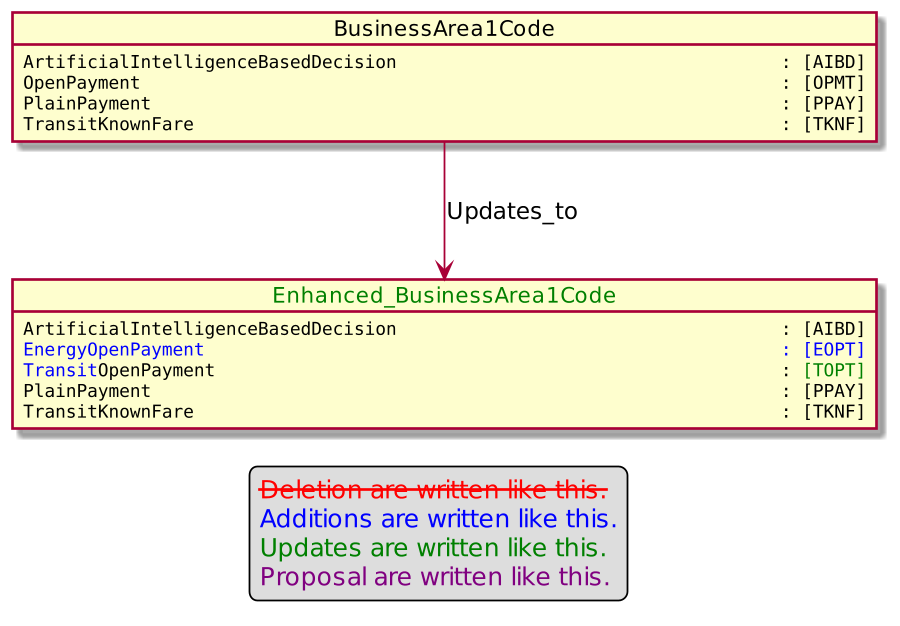 BusinessArea1Code
ArtificialIntelligenceBasedDecision : [AIBD]
OpenPayment : [OPMT]
PlainPayment : [PPAY]
TransitKnownFare : [TKNF]
Updates_to
Enhanced_BusinessArea1Code
ArtificialIntelligenceBasedDecision : [AIBD]
EnergyOpenPayment : [EOPT]
TransitOpenPayment : [TOPT]
PlainPayment : [PPAY]
TransitKnownFare : [TKNF]
Deletion are written like this.
Additions are written like this.
Updates are written like this.
Proposal are written like this.